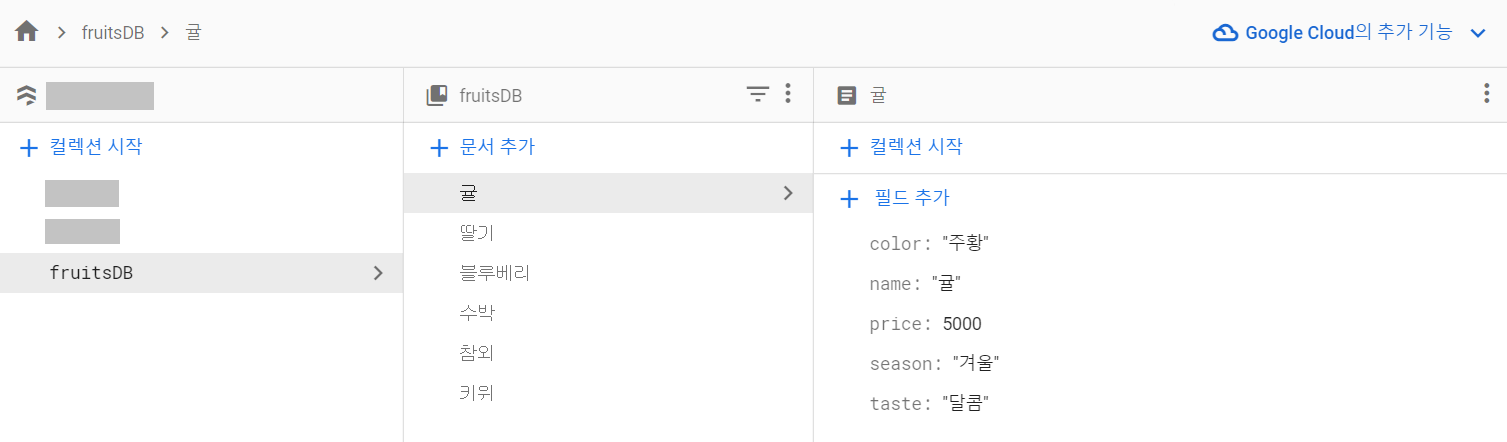 fruitsDB > 귤
Google Cloud의 추가 기능
fruitsDB
귤
컬렉션 시작
문서 추가
컬렉션 시작
fruitsDB
귤
딸기
블루베리
수박
참외
키위
필드 추가
color: "주황"
name: "귤"
price: 5000
season: "겨울"
taste: "달콤"